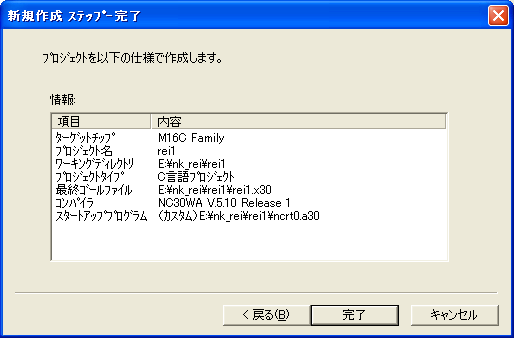 新規作成 ｽﾃｯﾌﾟｰ完了
ﾌﾟﾛｼﾞｪｸﾄを以下の仕様で作成します。
情報:
項目 内容
ﾀｰｹﾞｯﾄﾁｯﾌﾟ M16C Family
ﾌﾟﾛｼﾞｪｸﾄ名 rei1
ﾜｰｷﾝｸﾞﾃﾞｨﾚｸﾄﾘ E:¥nk_rei¥rei1
ﾌﾟﾛｼﾞｪｸﾄﾀｲﾌﾟ C言語ﾌﾟﾛｼﾞｪｸﾄ
最終ｺﾞｰﾙﾌｧｲﾙ E:¥nk_rei¥rei1¥rei1.x30
ｺﾝﾊﾟｲﾗ NC30WA V.5.10 Release 1
ｽﾀｰﾄｱｯﾌﾟﾌﾟﾛｸﾞﾗﾑ (ｶｽﾀﾑ)E:¥nk_rei¥rei1¥ncrt0.a30
< 戻る(B) 完了 ｷｬﾝｾﾙ